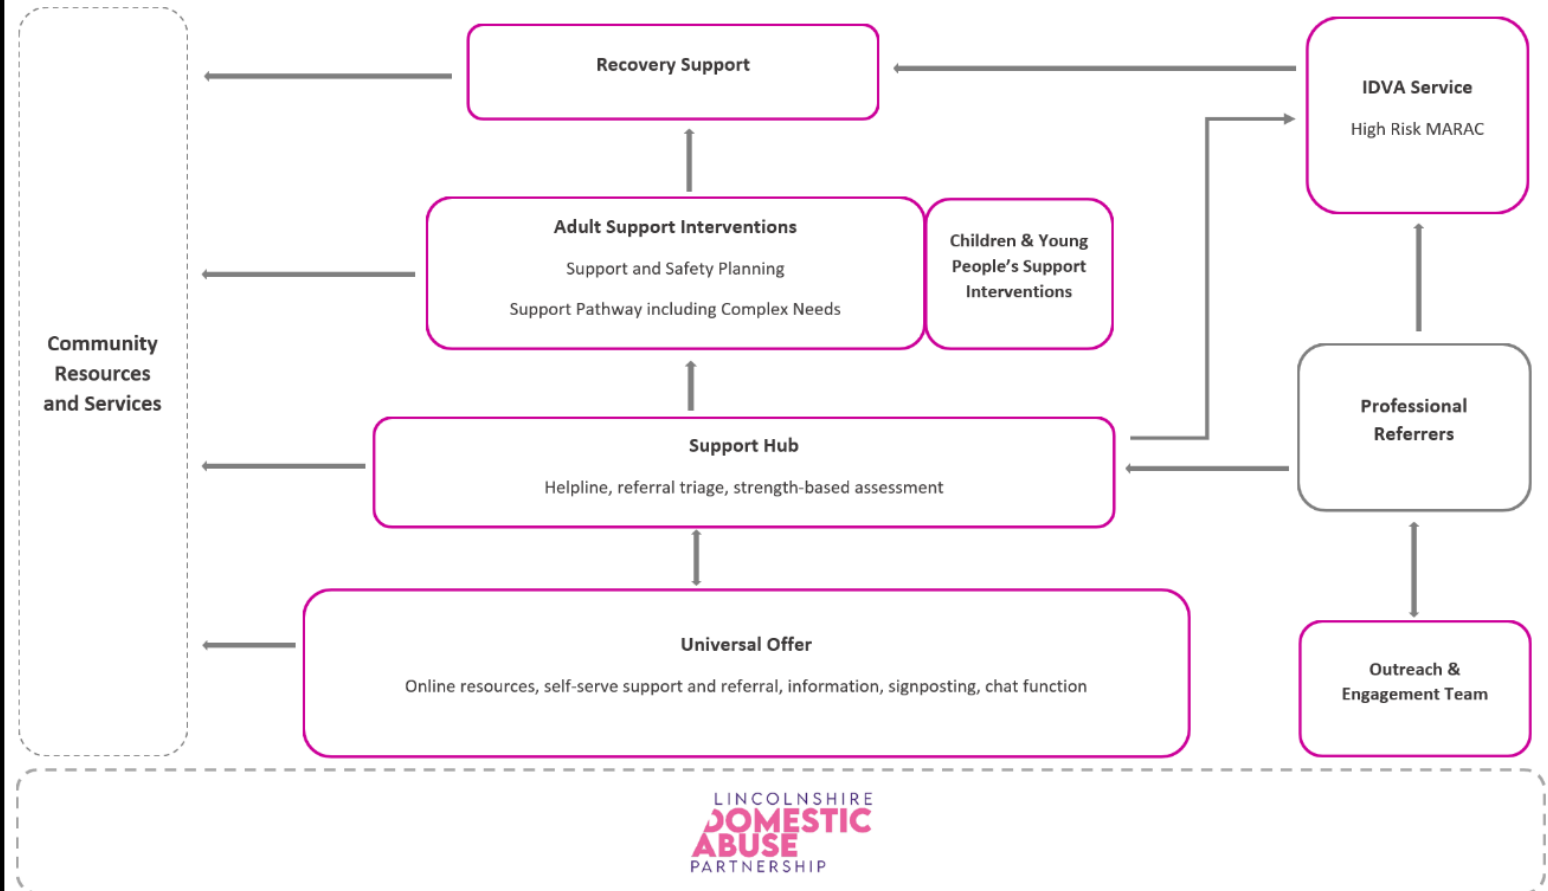 Recovery Support
IDVA Service
High Risk MARAC
Adult Support Interventions
Support and Safety Planning
Support Pathway including Complex Needs
Children & Young
People’s Support
Interventions
Community
Resources
and Services
Professional
Referrers
Support Hub
Helpline, referral triage, strength-based assessment
Universal Offer
Online resources, self-serve support and referral, information, signposting, chat function
Outreach &
Engagement Team
LINCOLNSHIRE
DOMESTIC
ABUSE
PARTNERSHIP